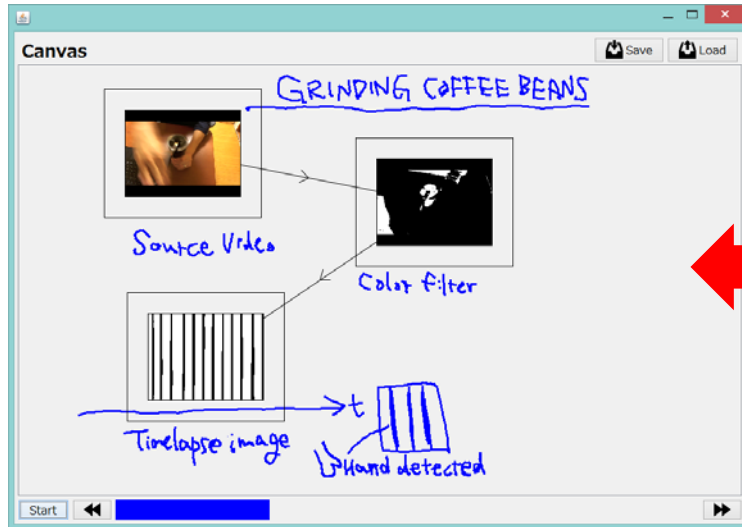 Canvas
Save
Load
GRINDING COFFEE BEANS
Source Video
Color Filter
t
Timelapse image
Hand detected
Start